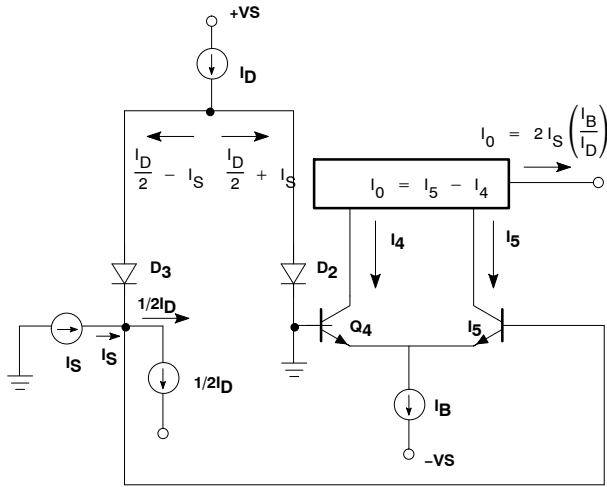 +VS
I_D
I_D/2 − I_S
I_D/2 + I_S
I_0 = 2 I_S (I_B/I_D)
I_0 = I_5 − I_4
I_4
I_5
D_3
D_2
1/2I_D
I_S
I_S
1/2I_D
Q_4
I_5
I_B
−VS